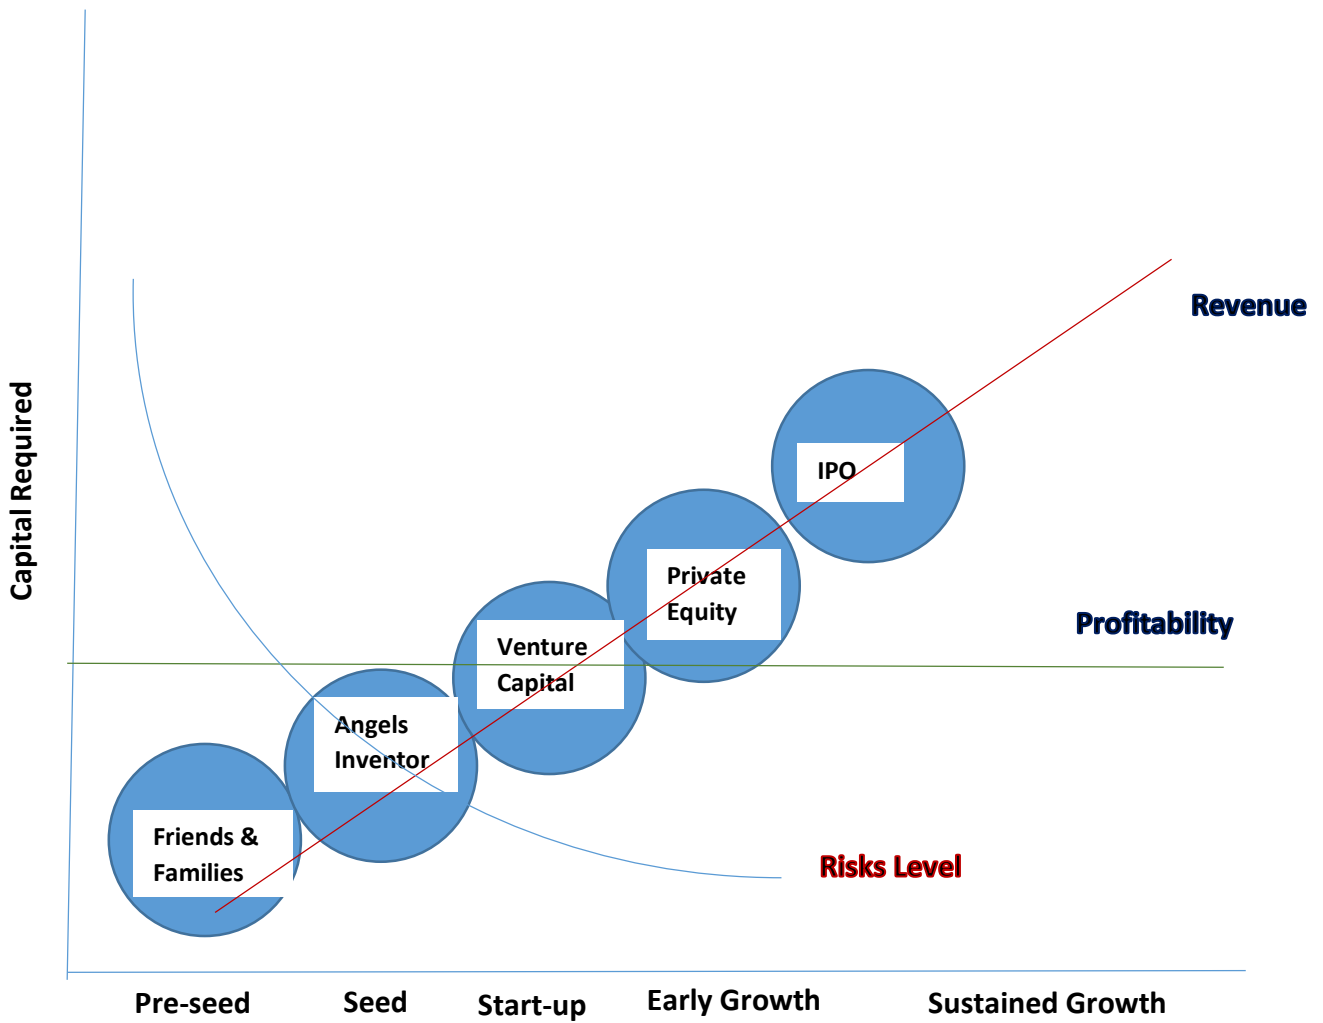 Revenue
Capital Required
IPO
Private
Equity
Profitability
Venture
Capital
Angels
Inventor
Friends &
Families
Risks Level
Pre-seed
Seed
Start-up
Early Growth
Sustained Growth